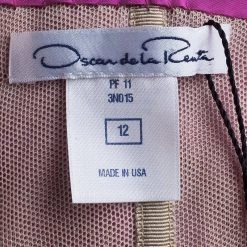 Oscar de la Renta
PF 11
3N015
12
MADE IN USA